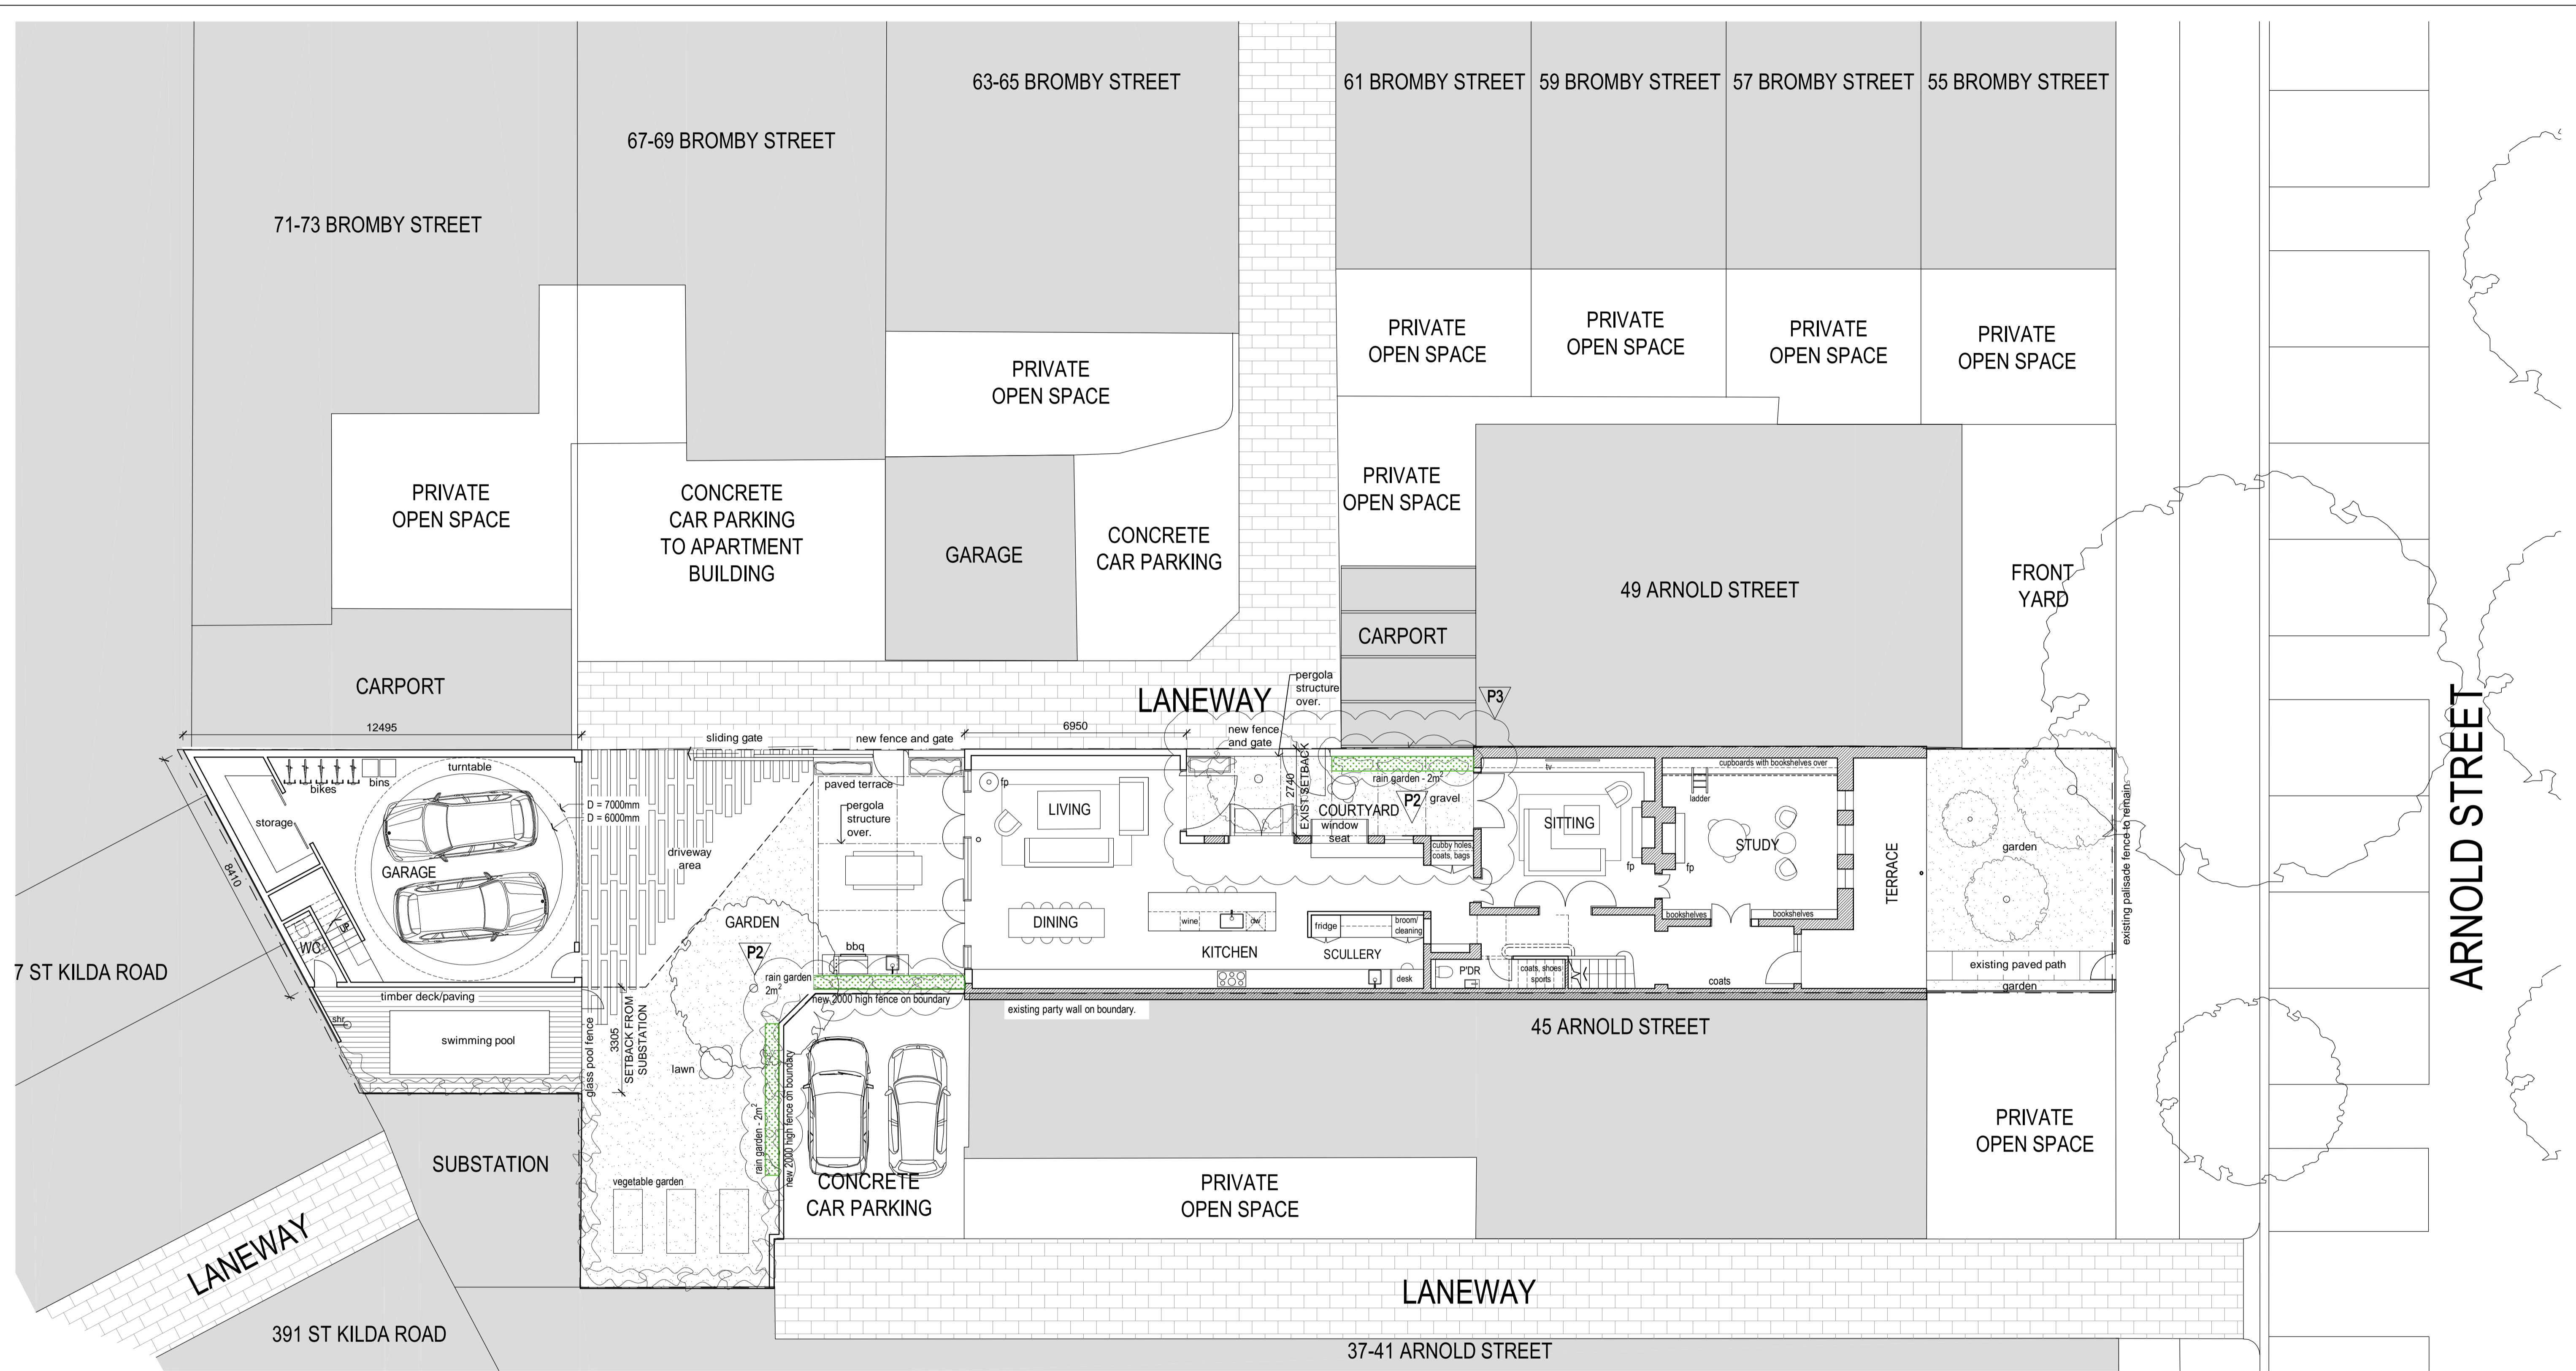 63-65 BROMBY STREET
61 BROMBY STREET
59 BROMBY STREET
57 BROMBY STREET
55 BROMBY STREET
67-69 BROMBY STREET
71-73 BROMBY STREET
PRIVATE
OPEN SPACE
PRIVATE
OPEN SPACE
PRIVATE
OPEN SPACE
PRIVATE
OPEN SPACE
PRIVATE
OPEN SPACE
PRIVATE
OPEN SPACE
PRIVATE
OPEN SPACE
CONCRETE
CAR PARKING
TO APARTMENT
BUILDING
GARAGE
CONCRETE
CAR PARKING
49 ARNOLD STREET
FRONT
YARD
CARPORT
CARPORT
LANEWAY
pergola
structure
over.
P3
ARNOLD STREET
12495
sliding gate
new fence and gate
6950
new fence
and gate
turntable
bikes
bins
D = 7000mm
D = 6000mm
storage
8410
GARAGE
WC
UP
driveway
area
paved terrace
pergola
structure
over.
fp
LIVING
2740
EXIST SETBACK
rain garden - 2m²
COURTYARD
P2
gravel
window
seat
cubby holes,
coats, bags
tv
SITTING
fp
cupboards with bookshelves over
ladder
STUDY
fp
bookshelves
bookshelves
TERRACE
garden
existing palisade fence to remain
existing paved path
garden
GARDEN
P2
bbq
rain garden
2m²
new 2000 high fence on boundary
DINING
wine
dw
KITCHEN
fridge
broom/
cleaning
SCULLERY
desk
P'DR
coats, shoes
sports
coats
existing party wall on boundary.
7 ST KILDA ROAD
timber deck/paving
shr
swimming pool
glass pool fence
3305
SETBACK FROM
SUBSTATION
lawn
rain garden - 2m²
new 2000 high fence on boundary
45 ARNOLD STREET
PRIVATE
OPEN SPACE
SUBSTATION
vegetable garden
CONCRETE
CAR PARKING
PRIVATE
OPEN SPACE
LANEWAY
LANEWAY
391 ST KILDA ROAD
37-41 ARNOLD STREET